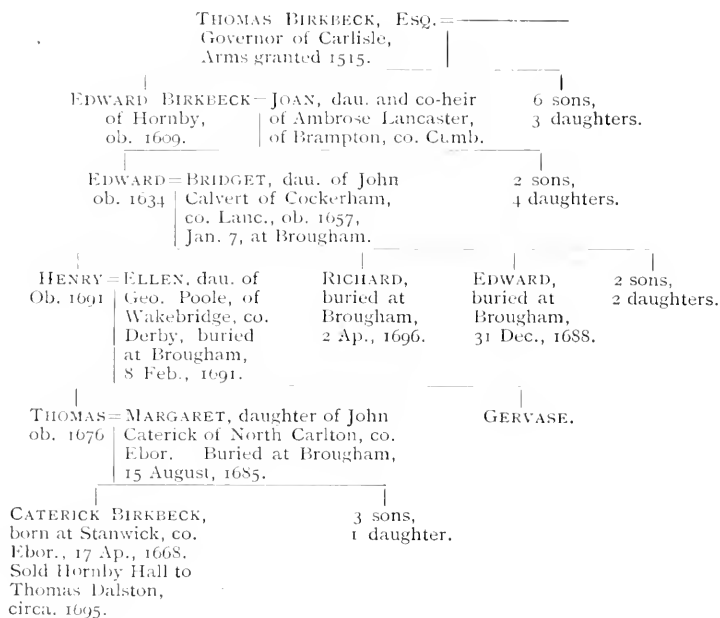 THOMAS BIRKBECK, ESQ.=
Governor of Carlisle,
Arms granted 1515.
EDWARD BIRKBECK=JOAN, dau. and co-heir
of Hornby, of Ambrose Lancaster,
ob. 1609. of Brampton, co. Cumb.
6 sons,
3 daughters.
EDWARD=BRIDGET, dau. of John
ob. 1634 Calvert of Cockerham,
co. Lanc., ob. 1657,
Jan. 7, at Brougham.
2 sons,
4 daughters.
HENRY=ELLEN, dau. of
Ob. 1691 Geo. Poole, of
Wakebridge, co.
Derby, buried
at Brougham,
8 Feb., 1691.
RICHARD,
buried at
Brougham,
2 Ap., 1696.
EDWARD,
buried at
Brougham,
31 Dec., 1688.
2 sons,
2 daughters.
THOMAS=MARGARET, daughter of John
ob. 1676 Caterick of North Carlton, co.
Ebor. Buried at Brougham,
15 August, 1685.
GERVASE.
CATERICK BIRKBECK,
born at Stanwick, co.
Ebor., 17 Ap., 1668.
Sold Hornby Hall to
Thomas Dalston,
circa. 1695.
3 sons,
1 daughter.